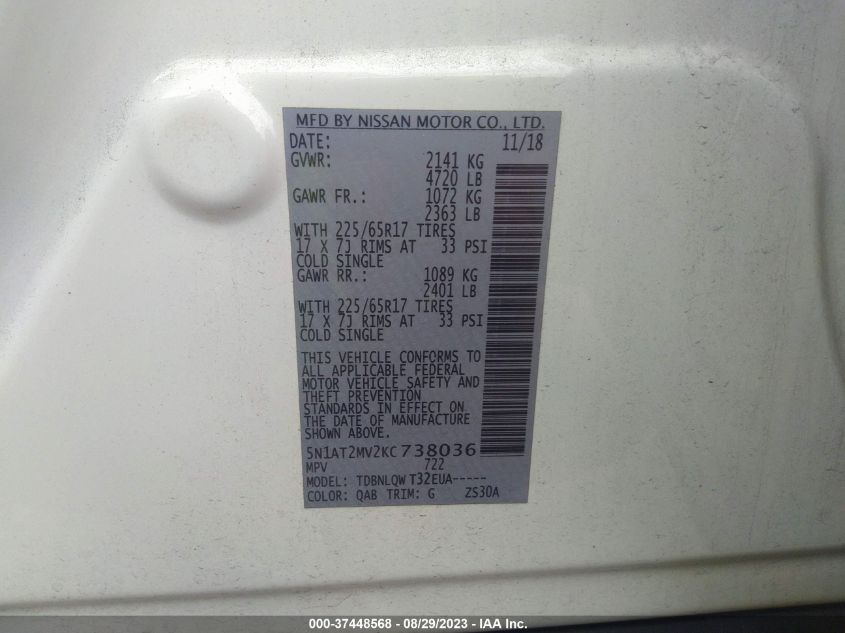 MFD BY NISSAN MOTOR CO., LTD.
DATE: 11/18
GVWR: 2141 KG
4720 LB
GAWR FR.: 1072 KG
2363 LB
WITH 225/65R17 TIRES
17 X 7J RIMS AT 33 PSI
COLD SINGLE
GAWR RR.: 1089 KG
2401 LB
WITH 225/65R17 TIRES
17 X 7J RIMS AT 33 PSI
COLD SINGLE
THIS VEHICLE CONFORMS TO
ALL APPLICABLE FEDERAL
MOTOR VEHICLE SAFETY AND
THEFT PREVENTION
STANDARDS IN EFFECT ON
THE DATE OF MANUFACTURE
SHOWN ABOVE.
5N1AT2MV2KC738036
MPV 722
MODEL: TDBNLQW T32EUA-----
COLOR: QAB TRIM: G ZS30A
000-37448568 - 08/29/2023 - IAA Inc.